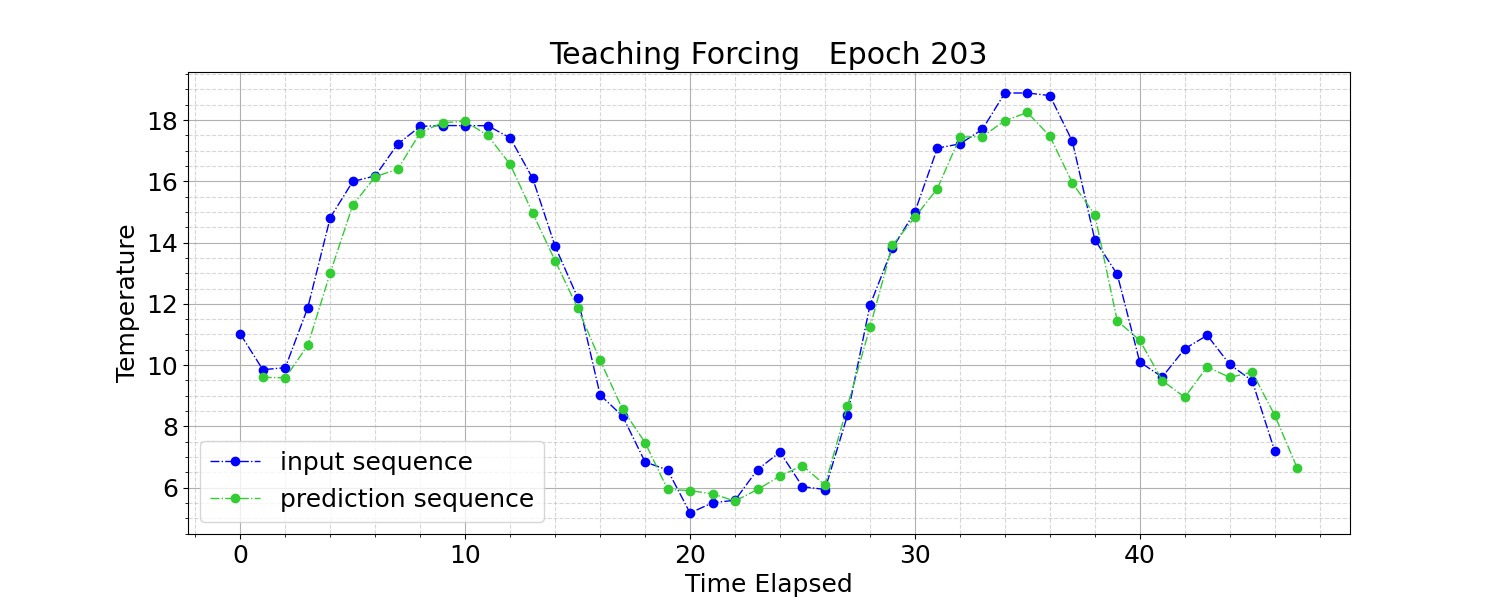 Teaching Forcing   Epoch 203
18
16
14
12
10
8
6
Temperature
input sequence
prediction sequence
0 10 20 30 40
Time Elapsed